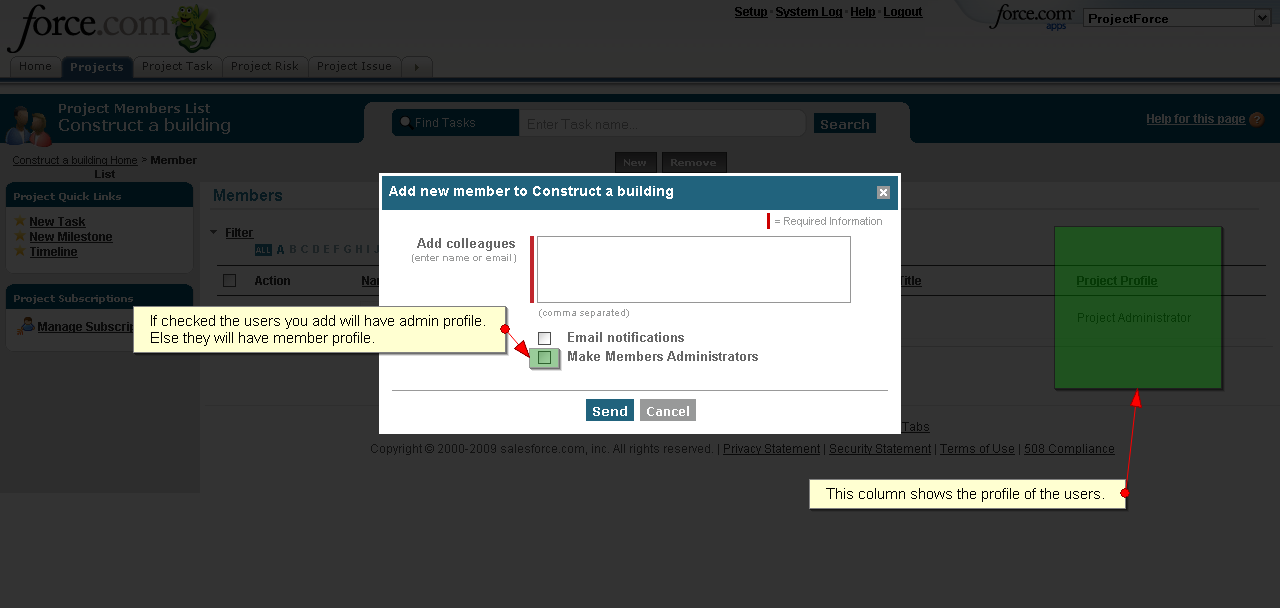 force.com 9
Setup · System Log · Help · Logout
force.com apps
ProjectForce
Home
Projects
Project Task
Project Risk
Project Issue
Project Members List
Construct a building
Find Tasks
Enter Task name...
Search
Help for this page ?
Construct a building Home > Member
List
New
Remove
Project Quick Links
New Task
New Milestone
Timeline
Project Subscriptions
Manage Subscrip
Members
Filter
ALL A B C D E F G H I J
Action
Na
Title
Project Profile
Project Administrator
Add new member to Construct a building
= Required Information
Add colleagues
(enter name or email)
(comma separated)
Email notifications
Make Members Administrators
Send
Cancel
If checked the users you add will have admin profile.
Else they will have member profile.
Tabs
Copyright © 2000-2009 salesforce.com, inc. All rights reserved. | Privacy Statement | Security Statement | Terms of Use | 508 Compliance
This column shows the profile of the users.